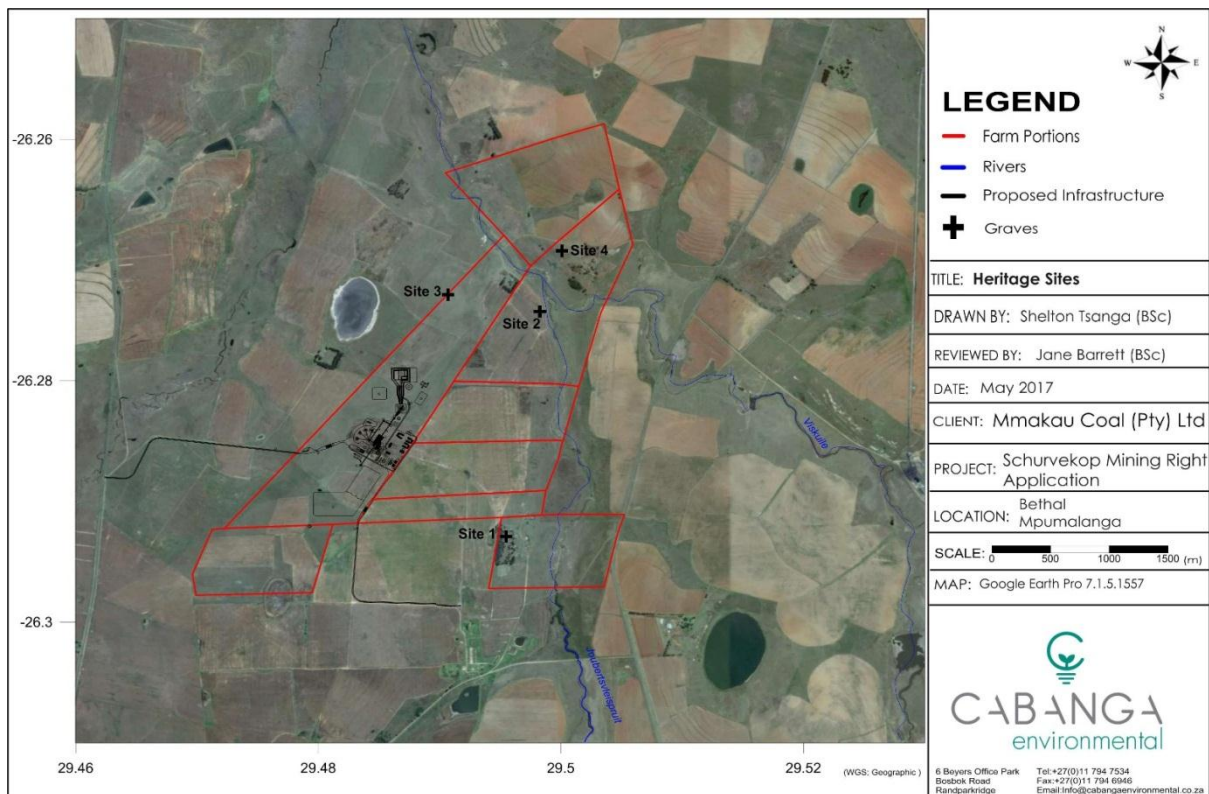 -26.26
-26.28
-26.3
29.46
29.48
29.5
29.52
(WGS: Geographic )
Site 4
Site 3
Site 2
Site 1
Viskuile
Joubertsvleispruit
N
W E
S
LEGEND
Farm Portions
Rivers
Proposed Infrastructure
Graves
TITLE: Heritage Sites
DRAWN BY: Shelton Tsanga (BSc)
REVIEWED BY: Jane Barrett (BSc)
DATE: May 2017
CLIENT: Mmakau Coal (Pty) Ltd
PROJECT: Schurvekop Mining Right
Application
LOCATION: Bethal
Mpumalanga
SCALE: 0 500 1000 1500 (m)
MAP: Google Earth Pro 7.1.5.1557
CABANGA
environmental
6 Beyers Office Park Tel:+27(0)11 794 7534
Bosbok Road Fax:+27(0)11 794 6946
Randparkridge Email:Info@cabangaenvironmental.co.za